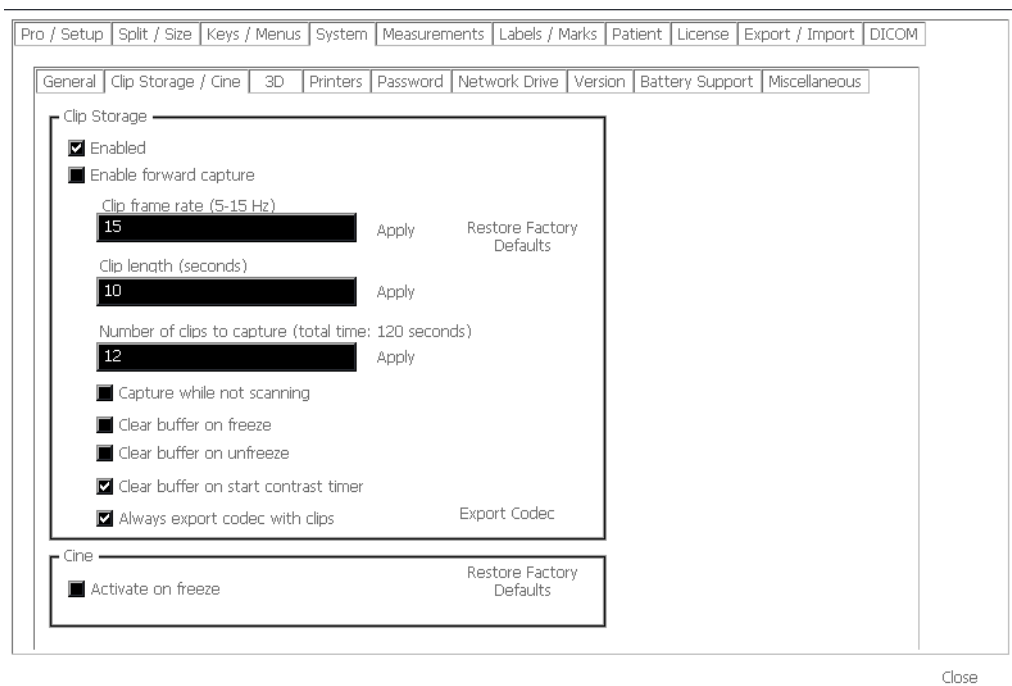 Pro / Setup Split / Size Keys / Menus System Measurements Labels / Marks Patient License Export / Import DICOM
General Clip Storage / Cine 3D Printers Password Network Drive Version Battery Support Miscellaneous
Clip Storage
Enabled
Enable forward capture
Clip frame rate (5-15 Hz)
15 Apply Restore Factory
Defaults
Clip length (seconds)
10 Apply
Number of clips to capture (total time: 120 seconds)
12 Apply
Capture while not scanning
Clear buffer on freeze
Clear buffer on unfreeze
Clear buffer on start contrast timer
Always export codec with clips Export Codec
Cine
Activate on freeze Restore Factory
Defaults
Close